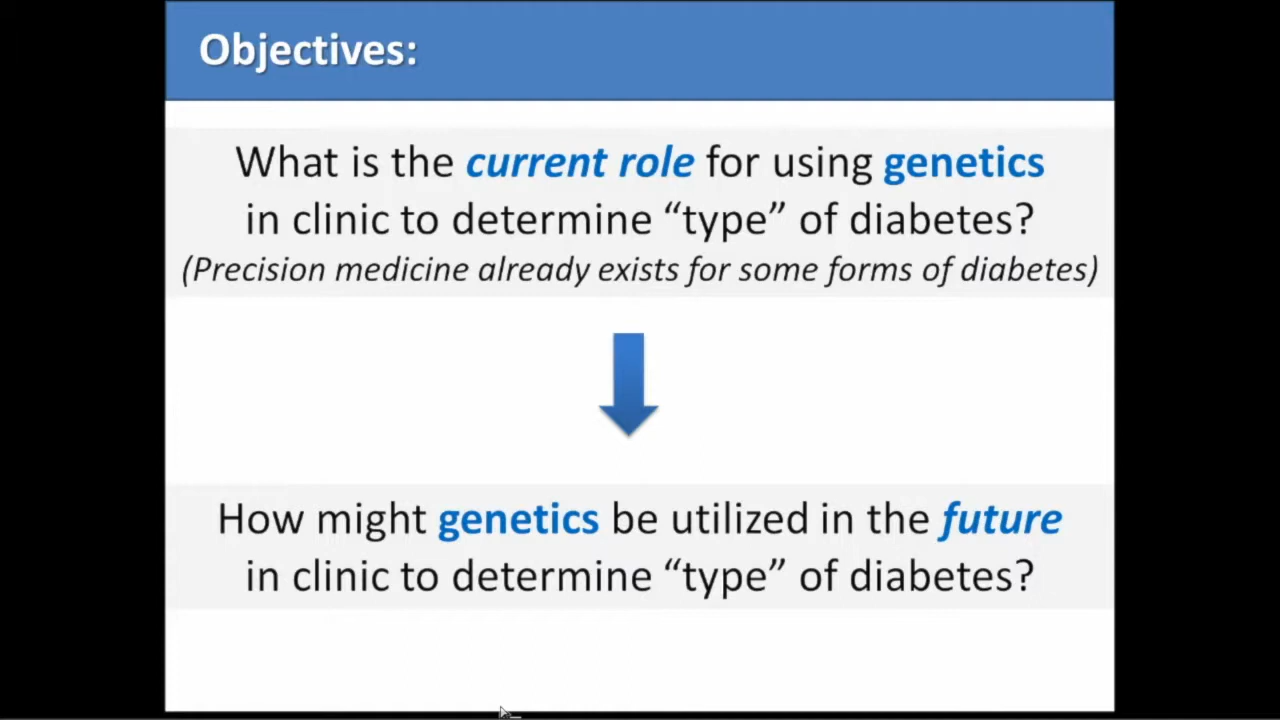 Objectives:
What is the current role for using genetics
in clinic to determine “type” of diabetes?
(Precision medicine already exists for some forms of diabetes)
How might genetics be utilized in the future
in clinic to determine “type” of diabetes?